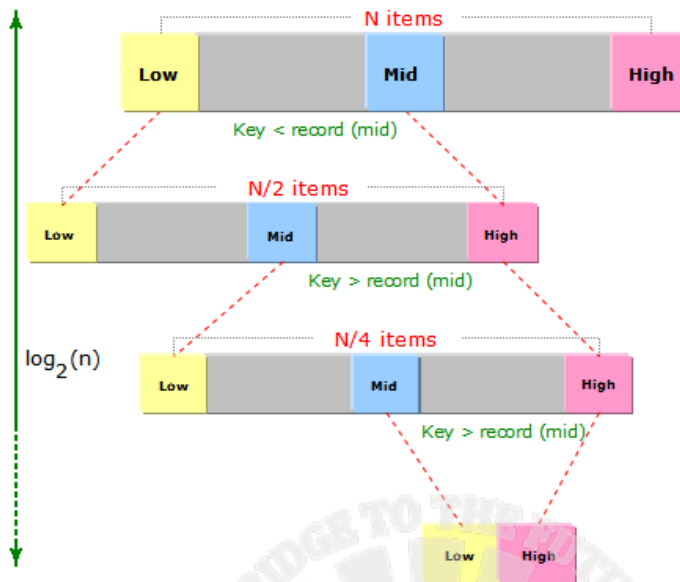 N items
Low Mid High
Key < record (mid)
N/2 items
Low Mid High
Key > record (mid)
N/4 items
log₂(n)
Low Mid High
Key > record (mid)
Low High